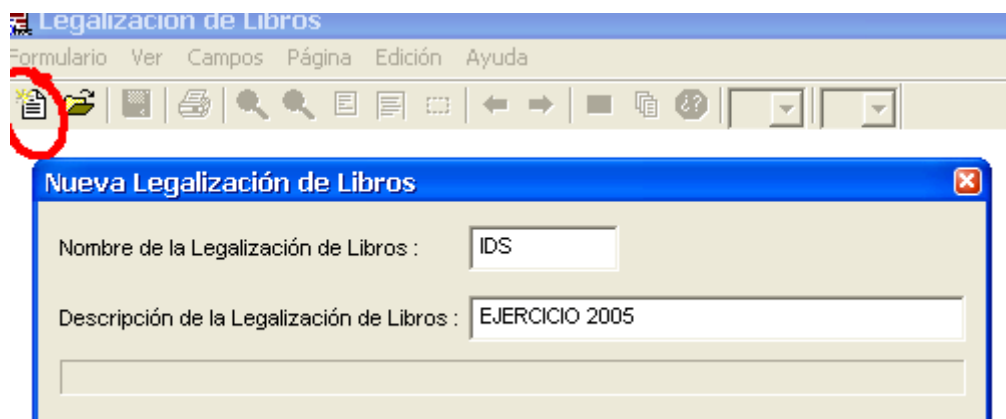 Legalización de Libros
Formulario Ver Campos Página Edición Ayuda
Nueva Legalización de Libros
Nombre de la Legalización de Libros : IDS
Descripción de la Legalización de Libros : EJERCICIO 2005